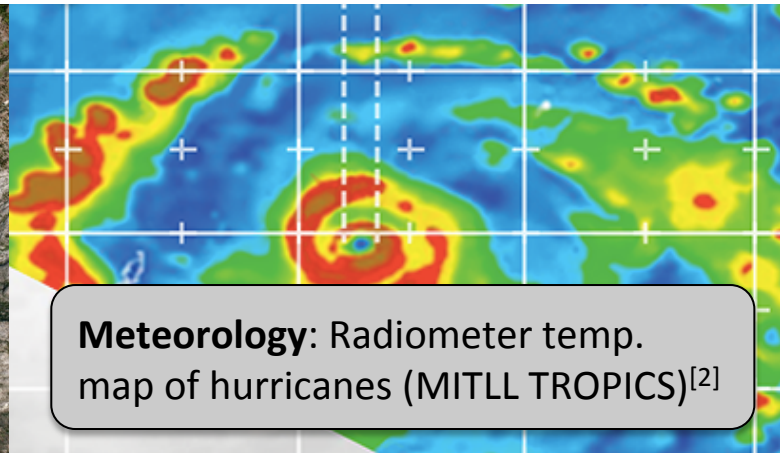 Meteorology: Radiometer temp.
map of hurricanes (MITLL TROPICS)[2]